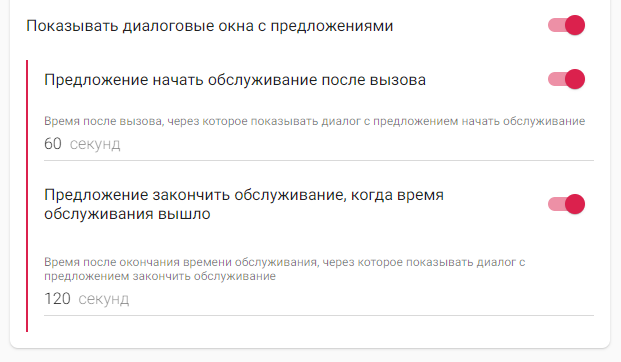 Показывать диалоговые окна с предложениями
Предложение начать обслуживание после вызова
Время после вызова, через которое показывать диалог с предложением начать обслуживание
60 секунд
Предложение закончить обслуживание, когда время
обслуживания вышло
Время после окончания времени обслуживания, через которое показывать диалог с
предложением закончить обслуживание
120 секунд